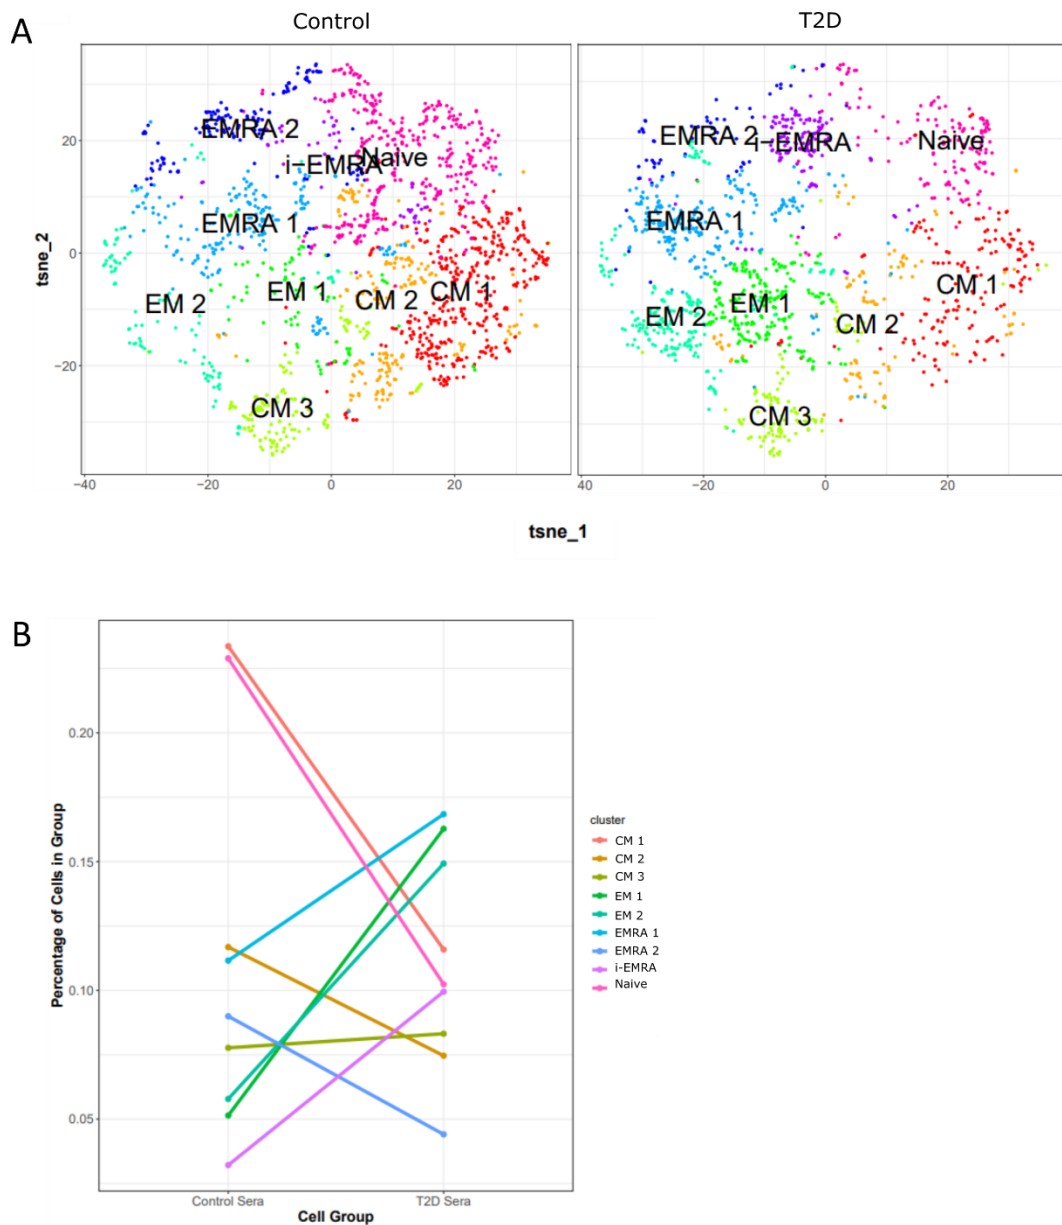 A
Control
T2D
tsne_2
20
0
−20
EMRA 2
i−EMRA
Naive
EMRA 1
EM 2
EM 1
CM 2
CM 1
CM 3
EMRA 2
i−EMRA
Naive
EMRA 1
EM 2
EM 1
CM 2
CM 1
CM 3
−40
−20
0
20
40
−20
0
20
tsne_1
B
Percentage of Cells in Group
0.20
0.15
0.10
0.05
Control Sera
T2D Sera
Cell Group
cluster
CM 1
CM 2
CM 3
EM 1
EM 2
EMRA 1
EMRA 2
i-EMRA
Naive